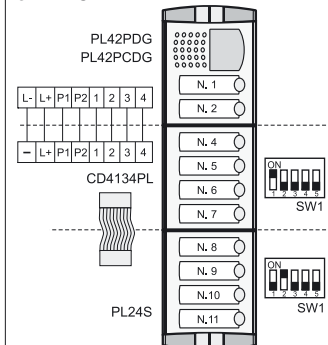 PL42PDG
PL42PCDG
N. 1
N. 2
L- L+ P1 P2 1 2 3 4
– L+ P1 P2 1 2 3 4
CD4134PL
N. 4
N. 5
N. 6
N. 7
ON
1 2 3 4 5
SW1
PL24S
N. 8
N. 9
N.10
N.11
ON
1 2 3 4 5
SW1